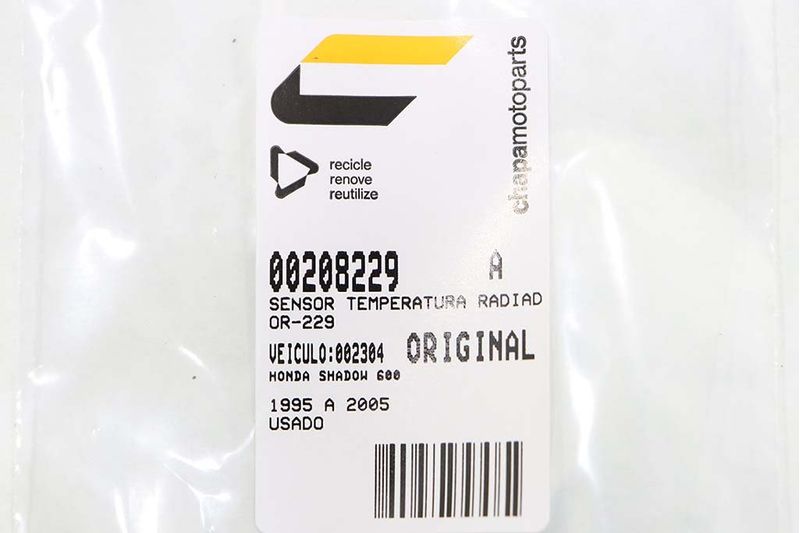 chapamotoparts
recicle
renove
reutilize
00208229 A
SENSOR TEMPERATURA RADIAD
OR-229
VEICULO:002304 ORIGINAL
HONDA SHADOW 600
1995 A 2005
USADO